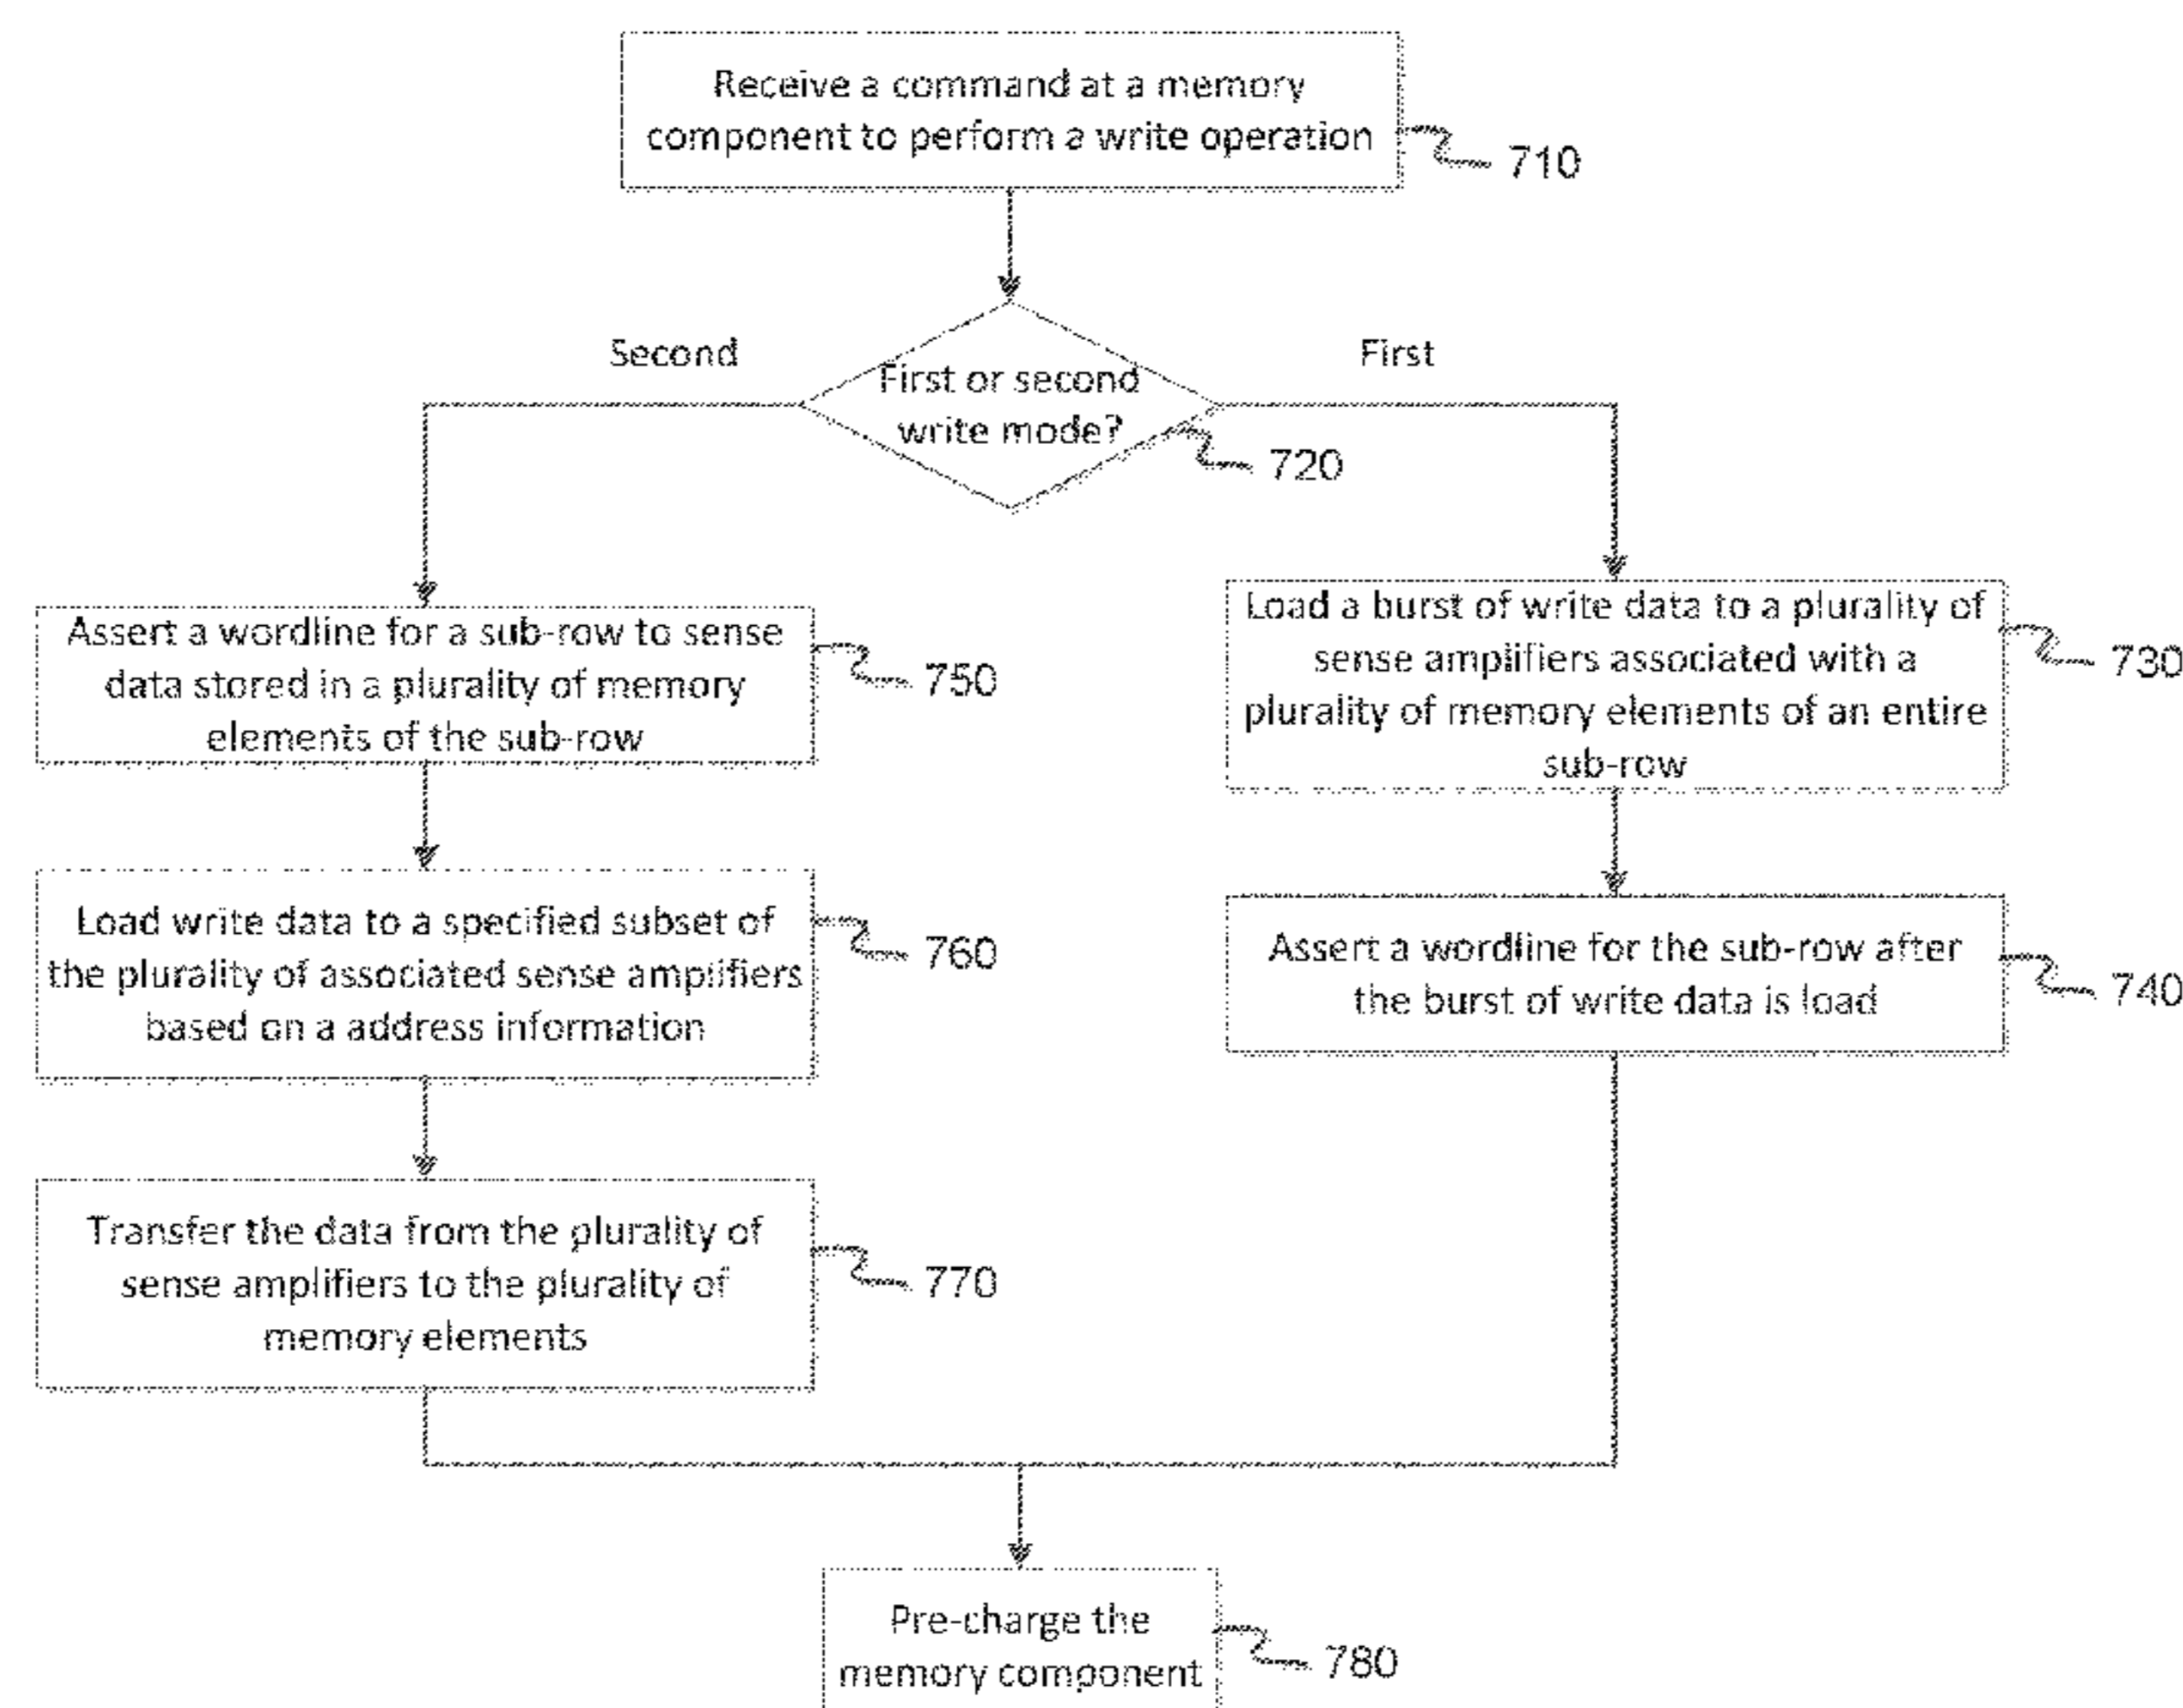 Receive a command at a memory
component to perform a write operation
710
Second
First
First or second
write mode?
720
Assert a wordline for a sub-row to sense
data stored in a plurality of memory
elements of the sub-row
750
Load a burst of write data to a plurality of
sense amplifiers associated with a
plurality of memory elements of an entire
sub-row
730
Load write data to a specified subset of
the plurality of associated sense amplifiers
based on a address information
760
Assert a wordline for the sub-row after
the burst of write data is load
740
Transfer the data from the plurality of
sense amplifiers to the plurality of
memory elements
770
Pre-charge the
memory component
780